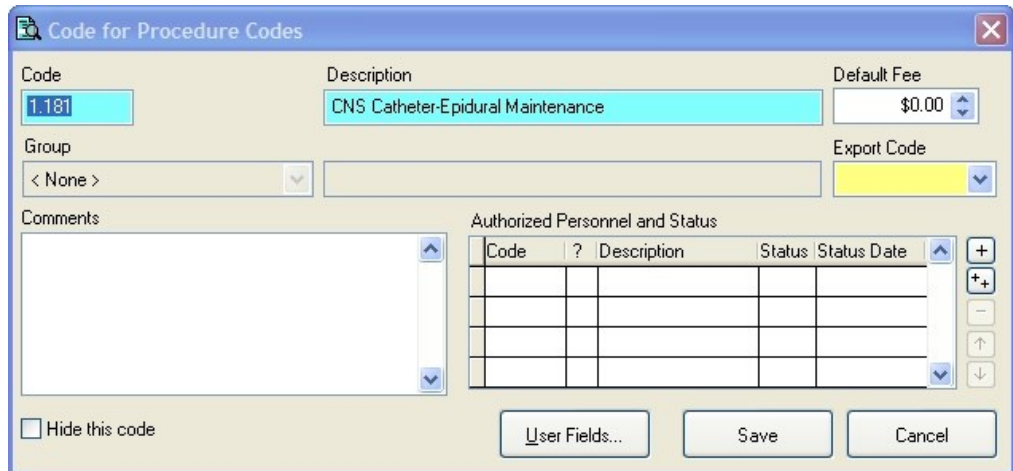 Code for Procedure Codes
Code Description Default Fee
1.181 CNS Catheter-Epidural Maintenance $0.00
Group Export Code
< None >
Comments Authorized Personnel and Status
Code ? Description Status Status Date
Hide this code User Fields... Save Cancel